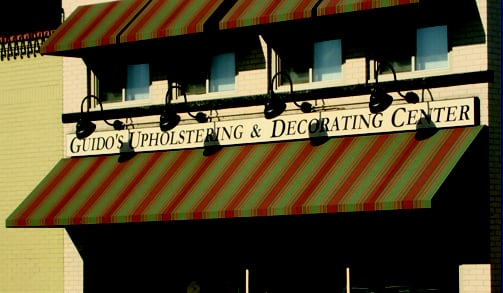 GUIDO'S UPHOLSTERING & DECORATING CENTER